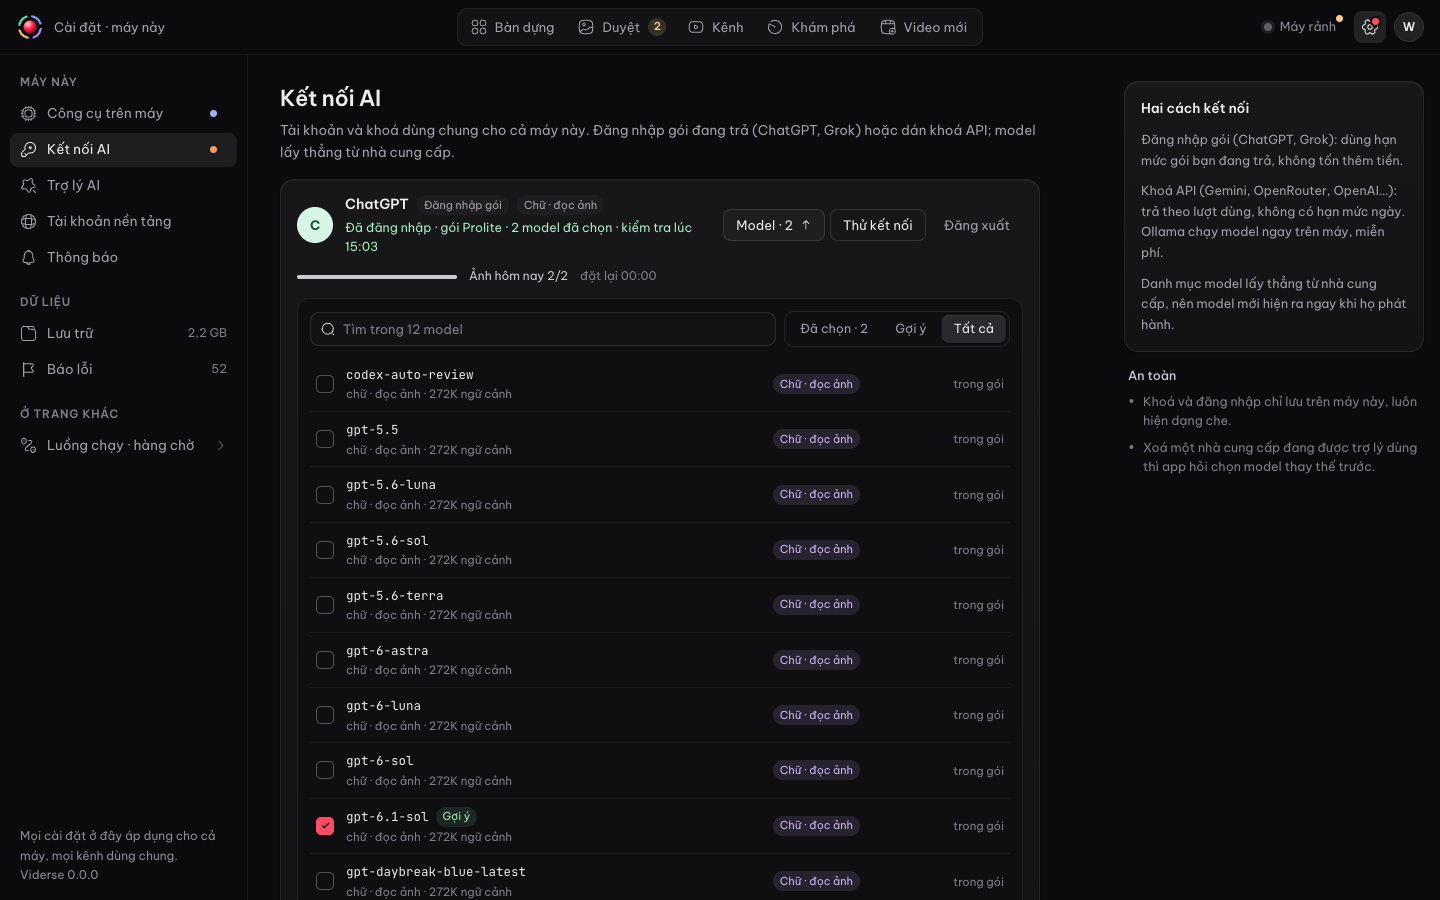 Cài đặt · máy này
Bàn dựng
Duyệt 2
Kênh
Khám phá
Video mới
Máy rảnh
W
MÁY NÀY
Công cụ trên máy
Kết nối AI
Trợ lý AI
Tài khoản nền tảng
Thông báo
DỮ LIỆU
Lưu trữ 2,2 GB
Báo lỗi 52
Ở TRANG KHÁC
Luồng chạy · hàng chờ
Mọi cài đặt ở đây áp dụng cho cả
máy, mọi kênh dùng chung.
Viderse 0.0.0
Kết nối AI
Tài khoản và khoá dùng chung cho cả máy này. Đăng nhập gói đang trả (ChatGPT, Grok) hoặc dán khoá API; model
lấy thẳng từ nhà cung cấp.
C
ChatGPT Đăng nhập gói Chữ · đọc ảnh
Đã đăng nhập · gói Prolite · 2 model đã chọn · kiểm tra lúc
15:03
Model · 2 ↑
Thử kết nối
Đăng xuất
Ảnh hôm nay 2/2 đặt lại 00:00
Tìm trong 12 model
Đã chọn · 2
Gợi ý
Tất cả
codex-auto-review
chữ · đọc ảnh · 272K ngữ cảnh
Chữ · đọc ảnh
trong gói
gpt-5.5
chữ · đọc ảnh · 272K ngữ cảnh
Chữ · đọc ảnh
trong gói
gpt-5.6-luna
chữ · đọc ảnh · 272K ngữ cảnh
Chữ · đọc ảnh
trong gói
gpt-5.6-sol
chữ · đọc ảnh · 272K ngữ cảnh
Chữ · đọc ảnh
trong gói
gpt-5.6-terra
chữ · đọc ảnh · 272K ngữ cảnh
Chữ · đọc ảnh
trong gói
gpt-6-astra
chữ · đọc ảnh · 272K ngữ cảnh
Chữ · đọc ảnh
trong gói
gpt-6-luna
chữ · đọc ảnh · 272K ngữ cảnh
Chữ · đọc ảnh
trong gói
gpt-6-sol
chữ · đọc ảnh · 272K ngữ cảnh
Chữ · đọc ảnh
trong gói
gpt-6.1-sol Gợi ý
chữ · đọc ảnh · 272K ngữ cảnh
Chữ · đọc ảnh
trong gói
gpt-daybreak-blue-latest
chữ · đọc ảnh · 272K ngữ cảnh
Chữ · đọc ảnh
trong gói
Hai cách kết nối
Đăng nhập gói (ChatGPT, Grok): dùng hạn
mức gói bạn đang trả, không tốn thêm tiền.
Khoá API (Gemini, OpenRouter, OpenAI…):
trả theo lượt dùng, không có hạn mức ngày.
Ollama chạy model ngay trên máy, miễn
phí.
Danh mục model lấy thẳng từ nhà cung
cấp, nên model mới hiện ra ngay khi họ phát
hành.
An toàn
• Khoá và đăng nhập chỉ lưu trên máy này, luôn
hiện dạng che.
• Xoá một nhà cung cấp đang được trợ lý dùng
thì app hỏi chọn model thay thế trước.